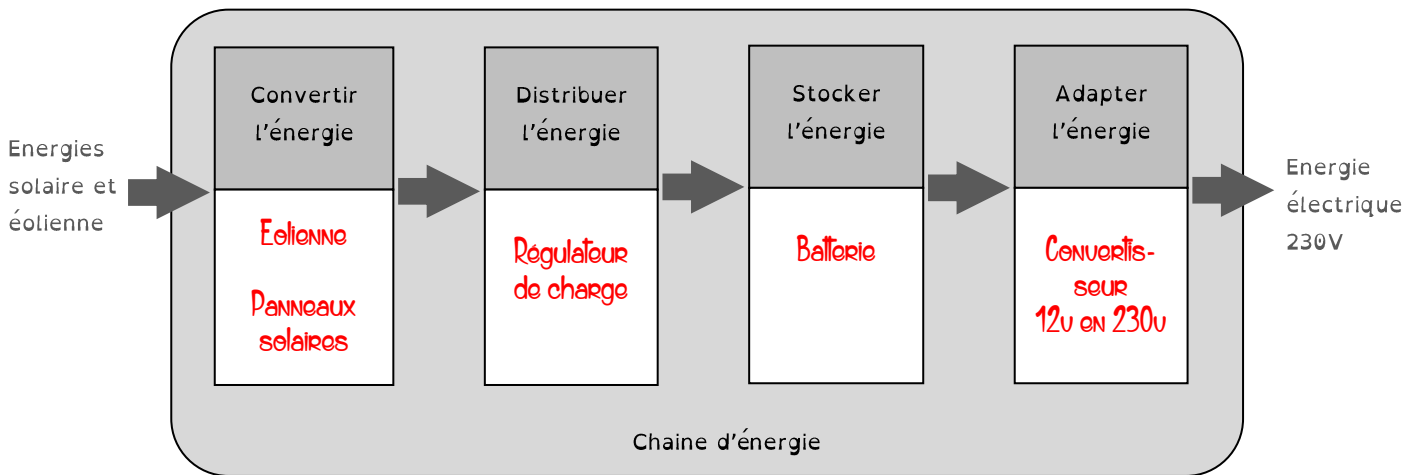 Energies
solaire et
éolienne
Convertir
l'énergie
Eolienne
Panneaux
solaires
Distribuer
l'énergie
Régulateur
de charge
Stocker
l'énergie
Batterie
Adapter
l'énergie
Convertis-
seur
12v en 230v
Energie
électrique
230V
Chaine d'énergie